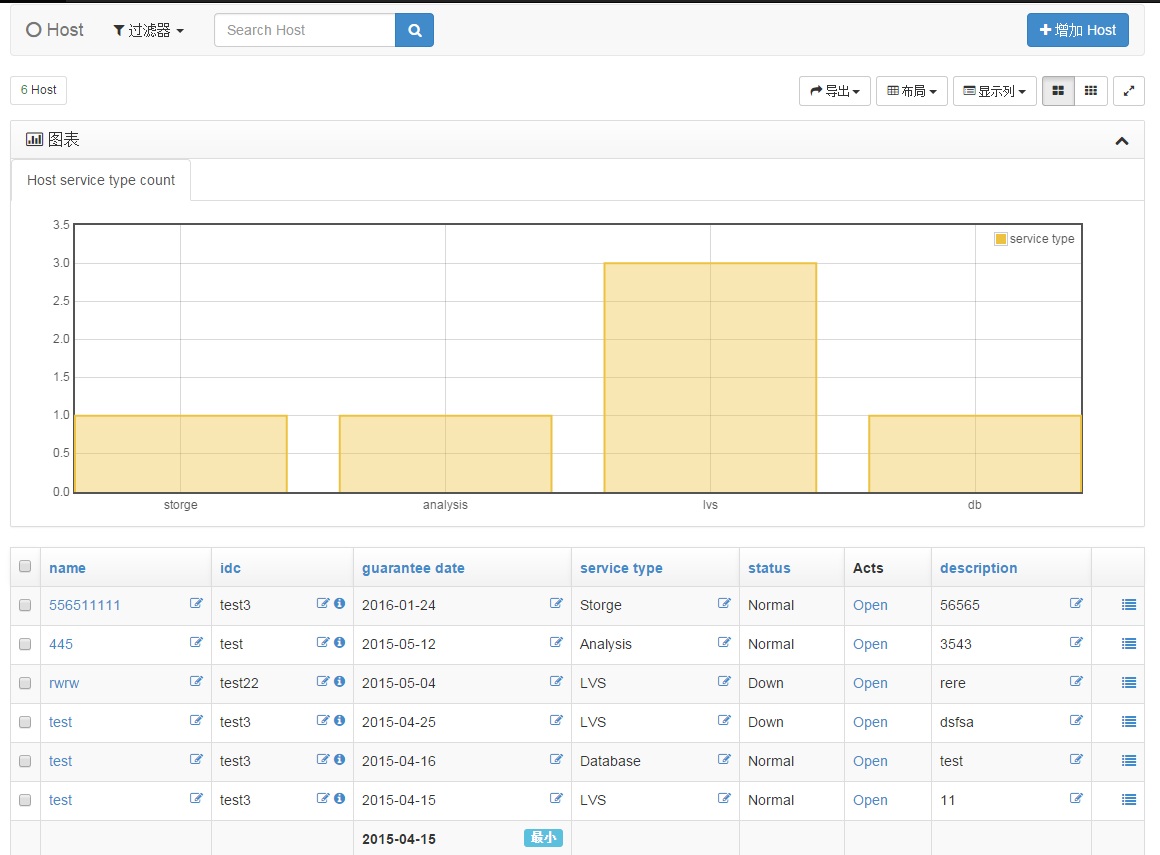 Host 过滤器 Search Host 增加 Host
6 Host 导出 布局 显示列
图表
Host service type count
3.5
service type
3.0
2.5
2.0
1.5
1.0
0.5
0.0
storge analysis lvs db
name idc guarantee date service type status Acts description
556511111 test3 2016-01-24 Storge Normal Open 56565
445 test 2015-05-12 Analysis Normal Open 3543
rwrw test22 2015-05-04 LVS Down Open rere
test test3 2015-04-25 LVS Down Open dsfsa
test test3 2015-04-16 Database Normal Open test
test test3 2015-04-15 LVS Normal Open 11
2015-04-15 最小